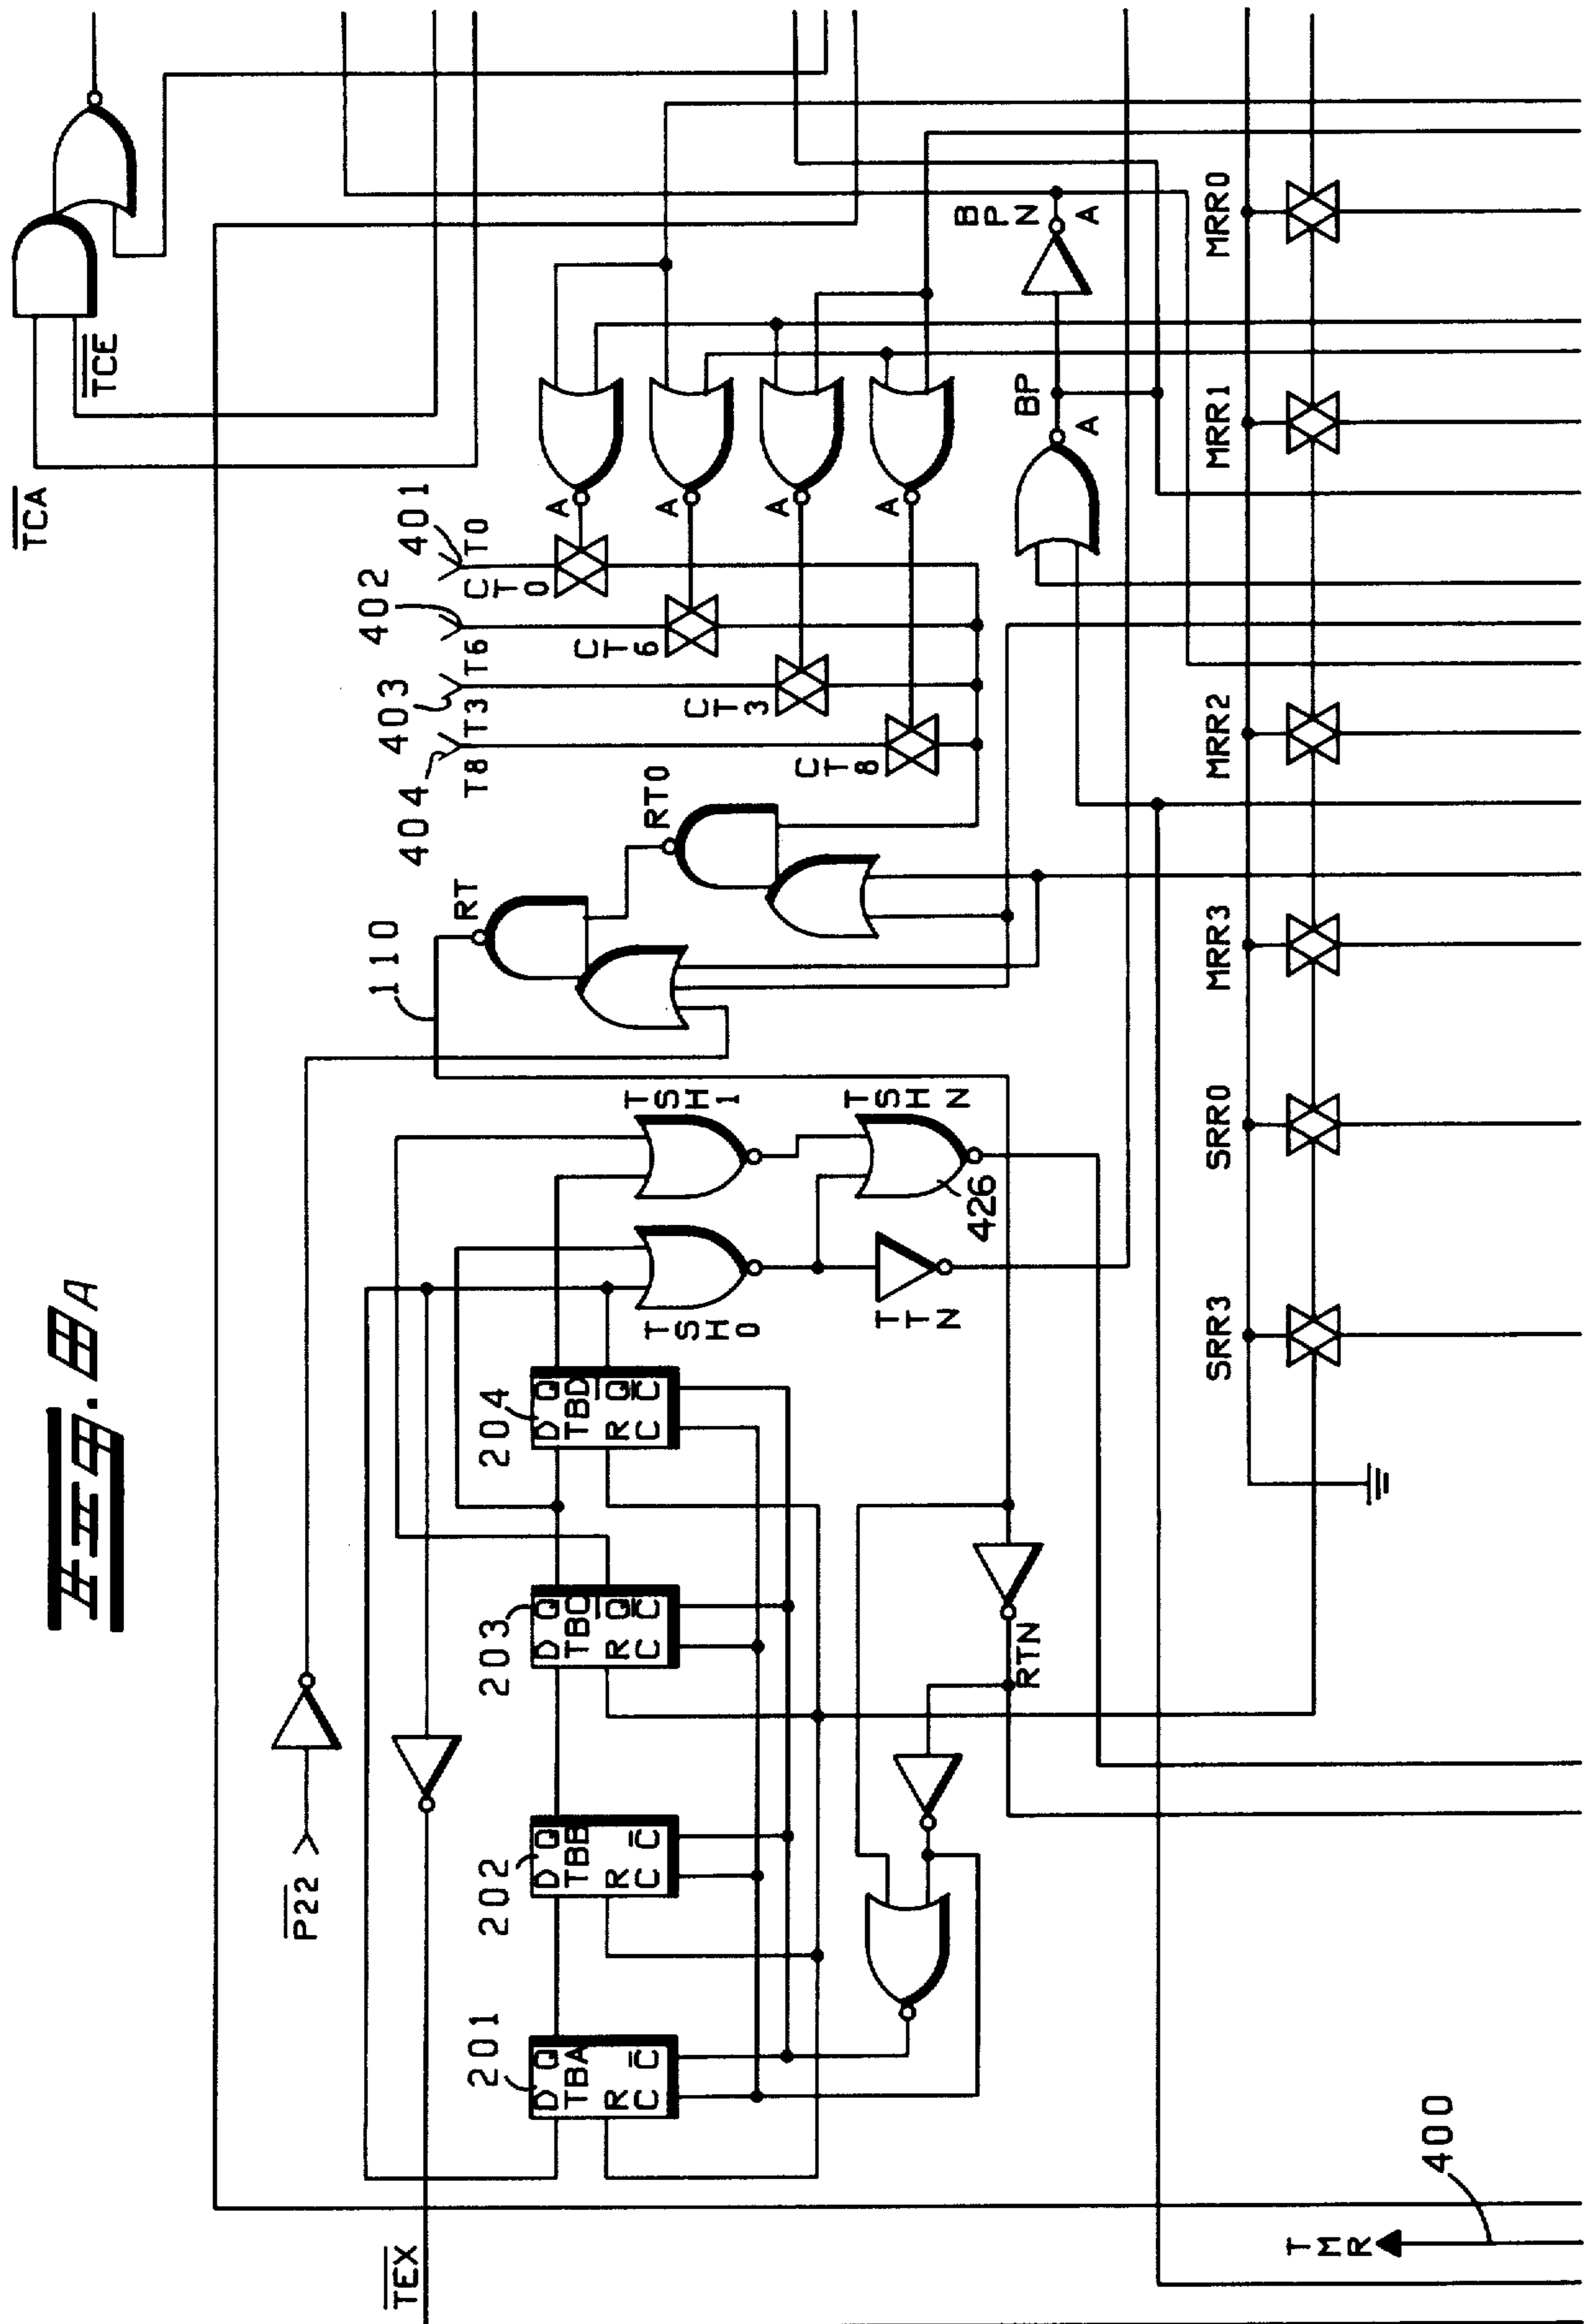 Fig. 8A
TCA
TCE
401
402
403
404
T0
T6
T3
T8
CT0
CT6
CT3
CT8
A
A
A
A
BPN
A
BP
A
MRR0
MRR1
MRR2
MRR3
SRR0
SRR3
RT0
RT
110
TSH1
TSHN
426
TSH0
TTN
204
D Q
TBD
R Q
C C
203
D Q
TBC
R Q
C C
202
D Q
TBB
R
C C
201
D Q
TBA
R
C C
P22
RTN
TEX
TMR
400